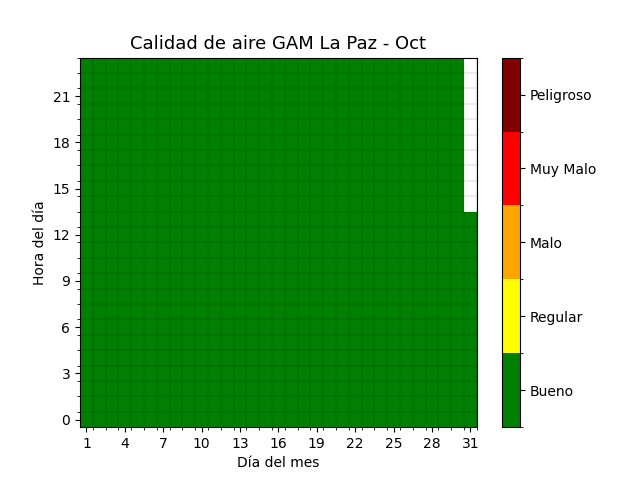 Calidad de aire GAM La Paz - Oct
Hora del día
21
18
15
12
9
6
3
0
1 4 7 10 13 16 19 22 25 28 31
Día del mes
Peligroso
Muy Malo
Malo
Regular
Bueno